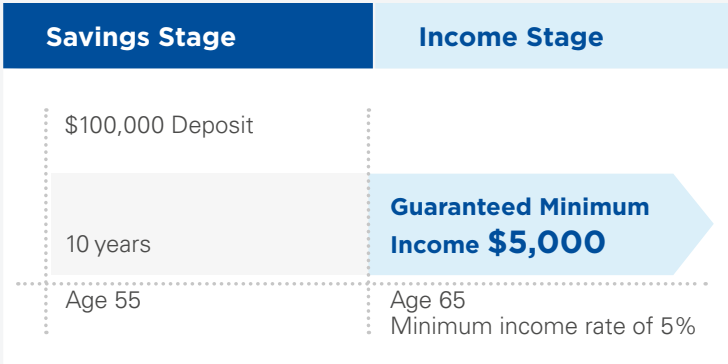 Savings Stage
Income Stage
$100,000 Deposit
10 years
Guaranteed Minimum
Income $5,000
Age 55
Age 65
Minimum income rate of 5%